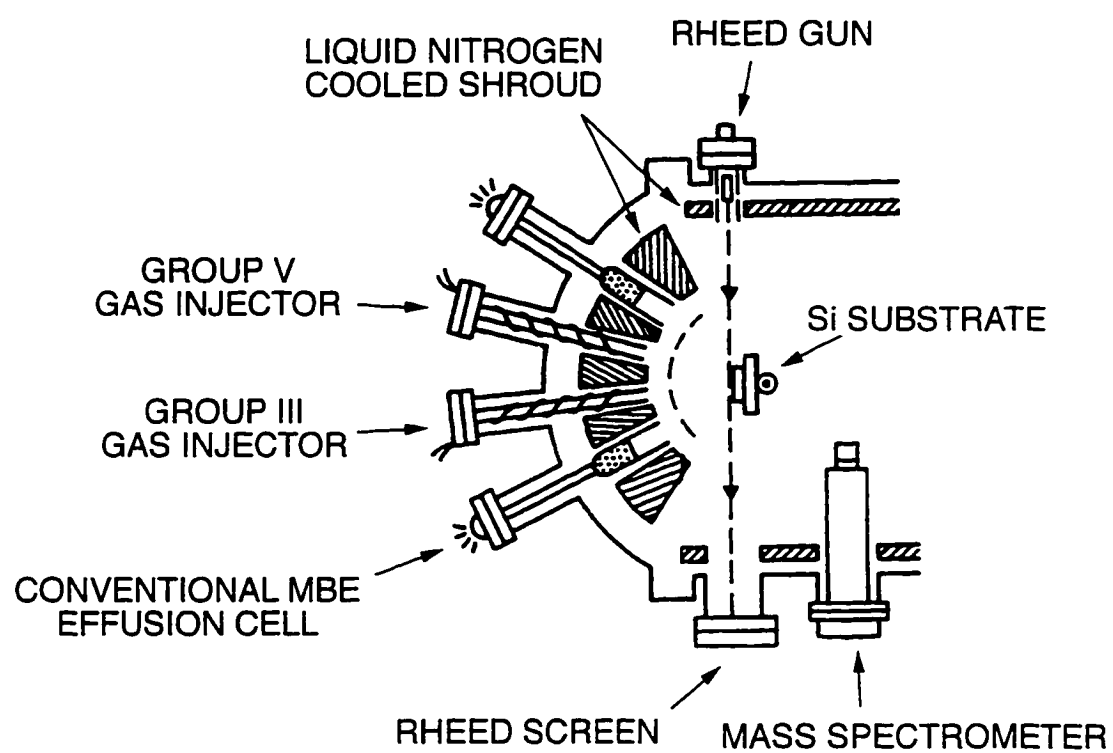 LIQUID NITROGEN
COOLED SHROUD
RHEED GUN
GROUP V
GAS INJECTOR
Si SUBSTRATE
GROUP III
GAS INJECTOR
CONVENTIONAL MBE
EFFUSION CELL
RHEED SCREEN
MASS SPECTROMETER